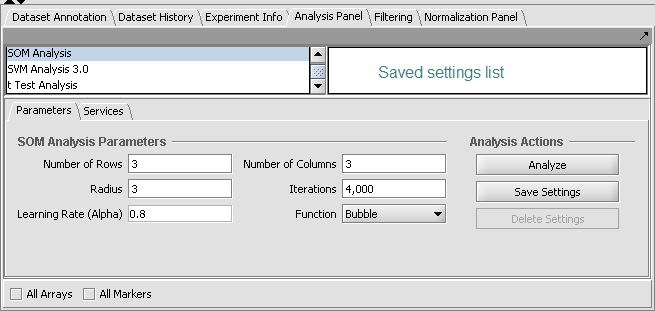 Dataset Annotation Dataset History Experiment Info Analysis Panel Filtering Normalization Panel
SOM Analysis
SVM Analysis 3.0
t Test Analysis
Saved settings list
Parameters Services
SOM Analysis Parameters Analysis Actions
Number of Rows 3 Number of Columns 3 Analyze
Radius 3 Iterations 4,000 Save Settings
Learning Rate (Alpha) 0.8 Function Bubble Delete Settings
All Arrays All Markers